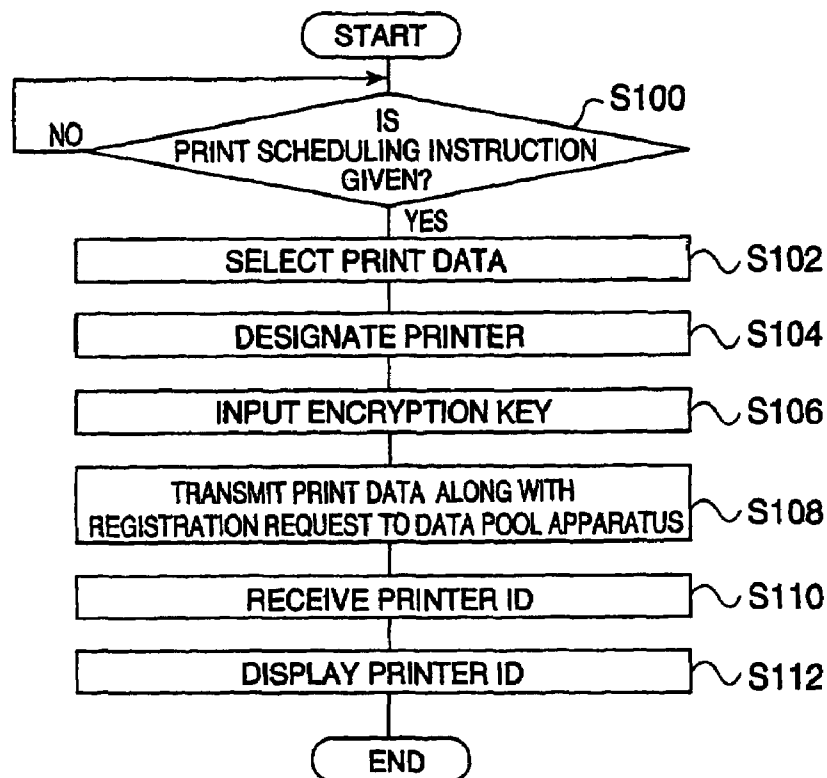 START
S100
IS
PRINT SCHEDULING INSTRUCTION
GIVEN?
NO
YES
SELECT PRINT DATA
S102
DESIGNATE PRINTER
S104
INPUT ENCRYPTION KEY
S106
TRANSMIT PRINT DATA ALONG WITH
REGISTRATION REQUEST TO DATA POOL APPARATUS
S108
RECEIVE PRINTER ID
S110
DISPLAY PRINTER ID
S112
END